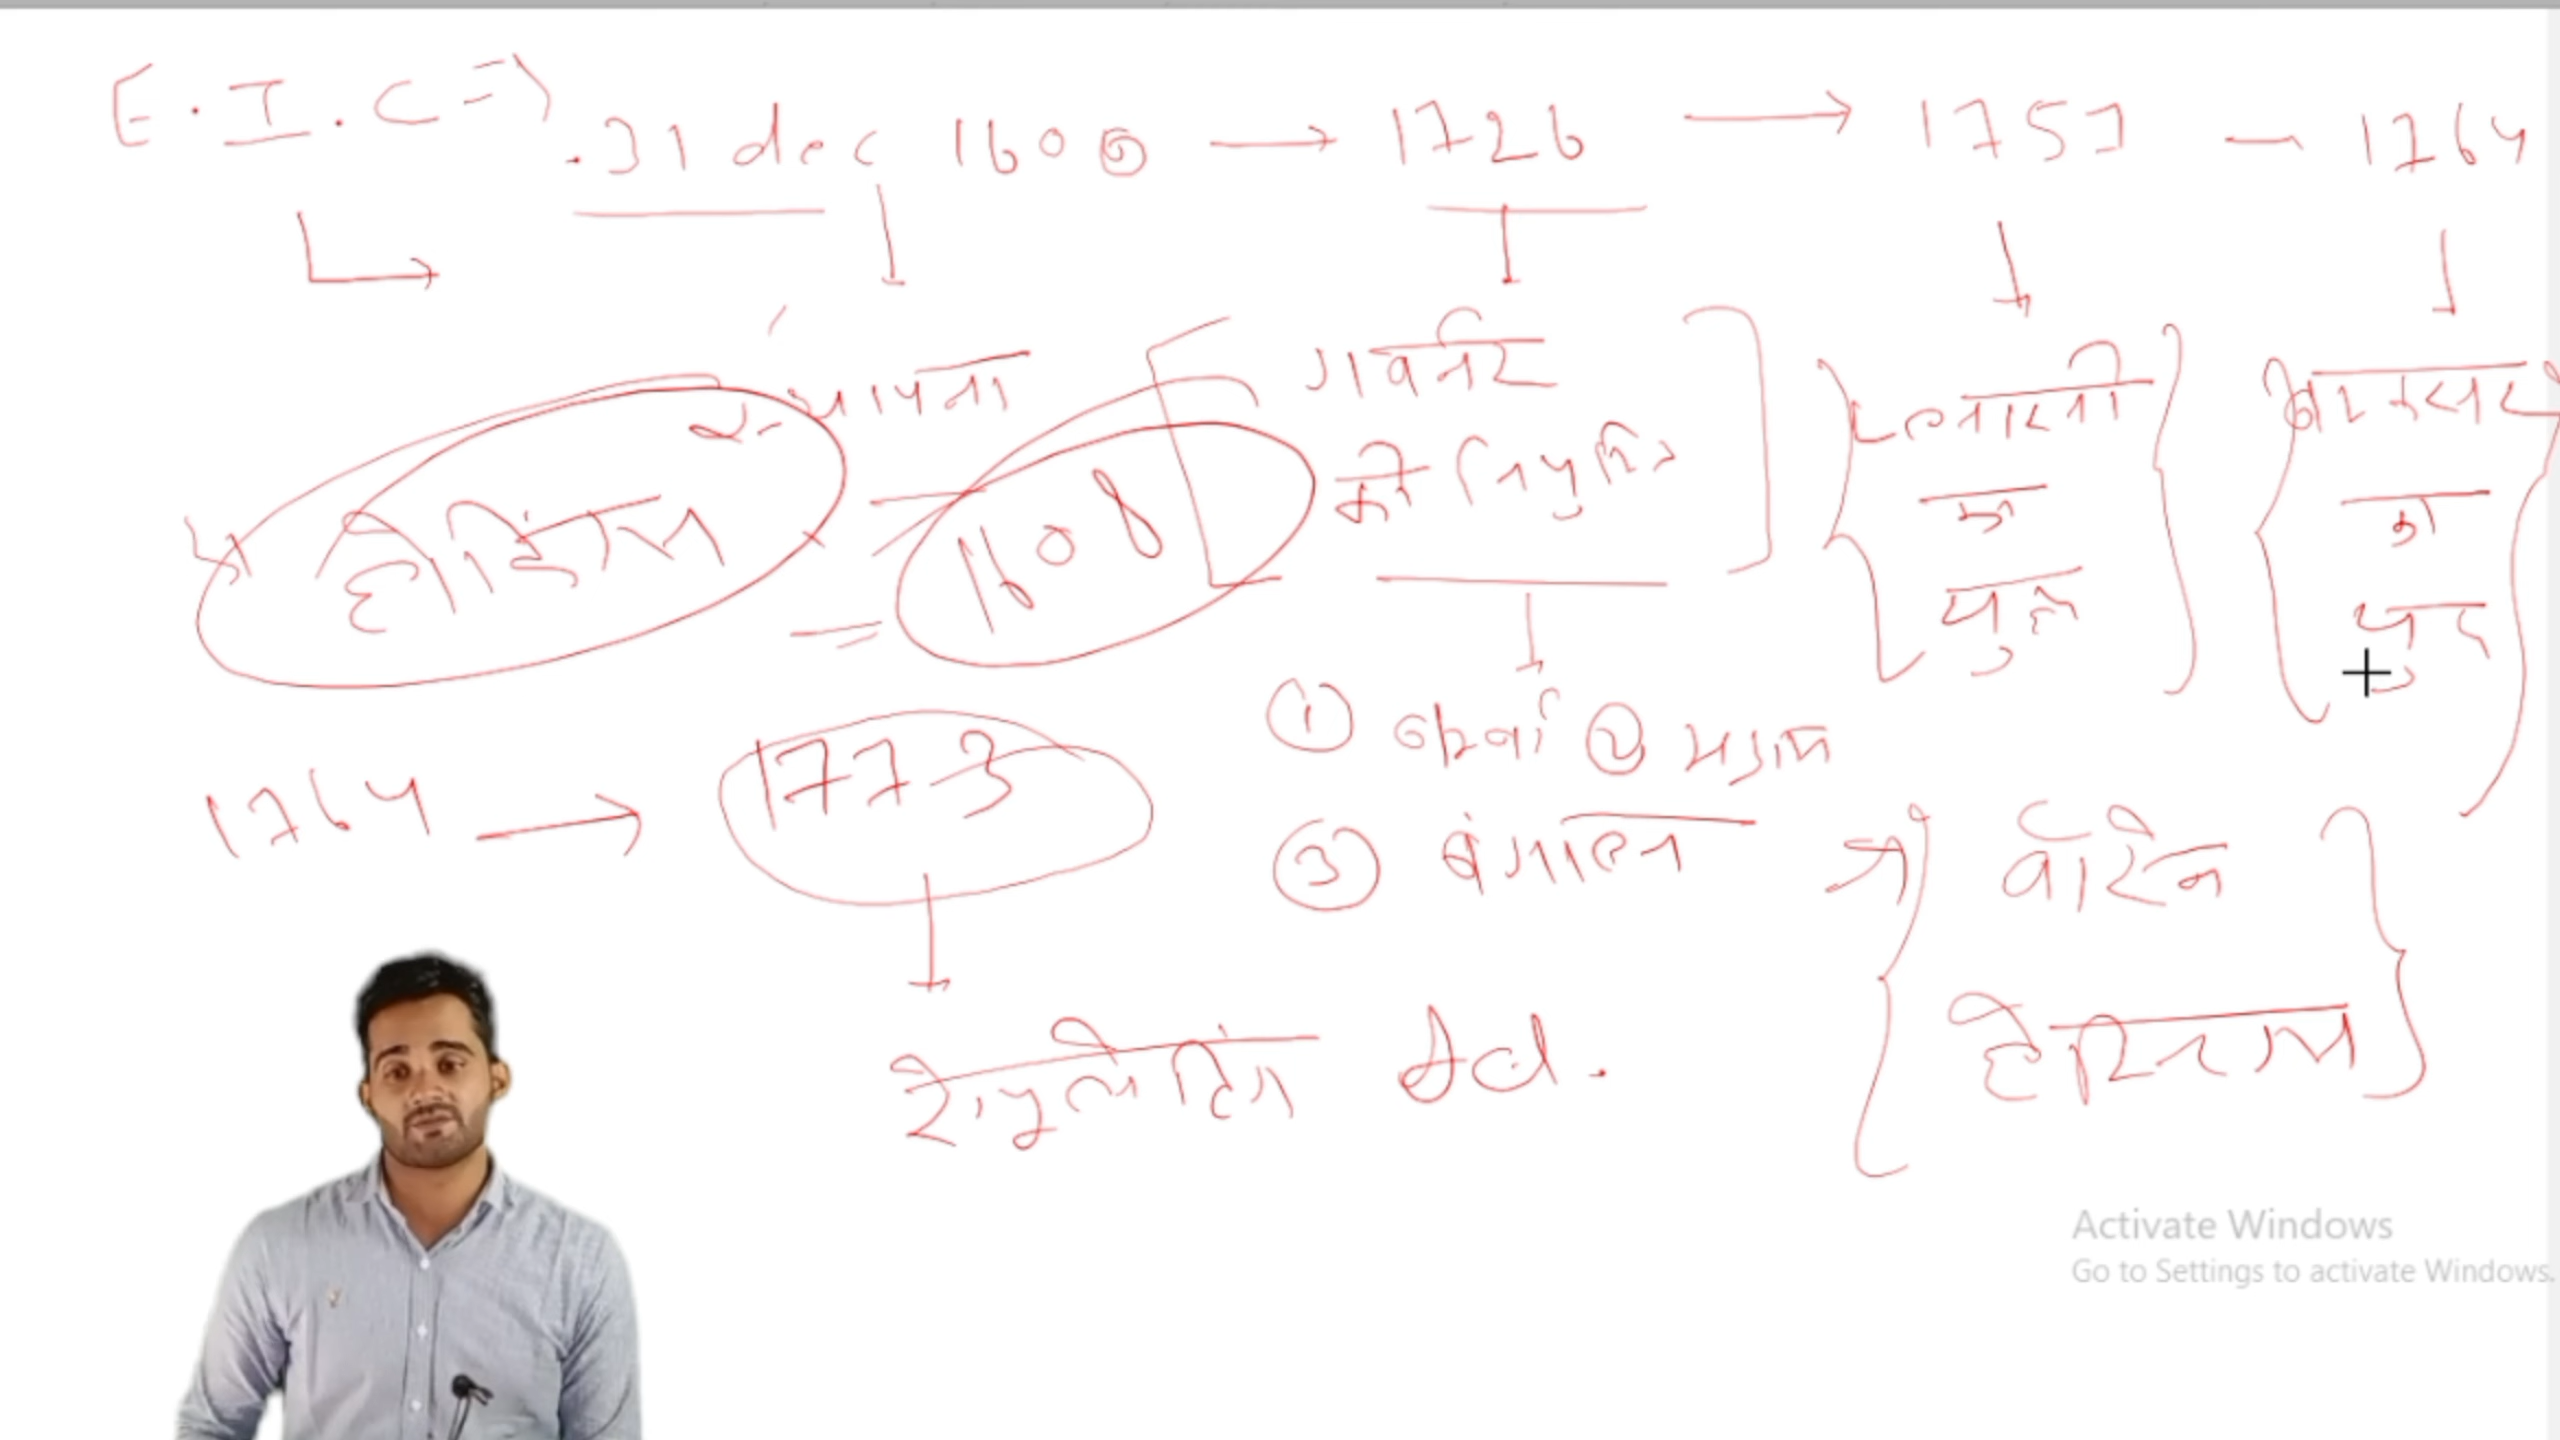 E.I.C => 31 dec 1600 → 1726 → 1757 - 1764
स्थापना
गवर्नर
की नियुक्ति
प्लासी
का
युद्ध
बक्सर
का
युद्ध
हॉकिंग्स = 1608
① बम्बई ② मद्रास
③ बंगाल
1764 → 1773
रेग्युलेटिंग Act.
वारेन
हेस्टिंग्स
Activate Windows
Go to Settings to activate Windows.